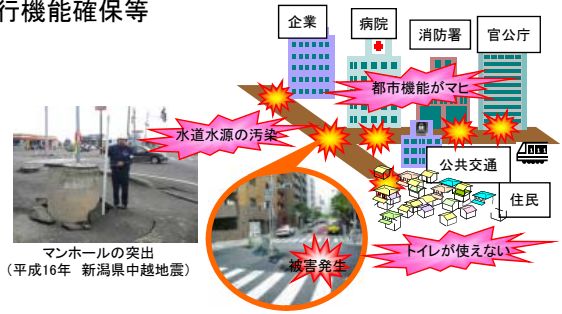 行機能確保等
企業
病院
消防署
官公庁
都市機能がマヒ
水道水源の汚染
公共交通
住民
被害発生
トイレが使えない
マンホールの突出
（平成16年 新潟県中越地震）